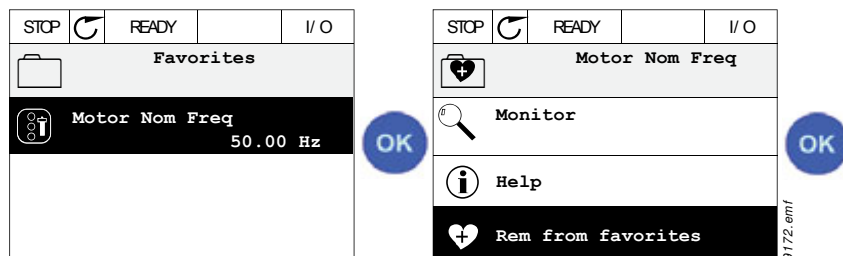 STOP READY I/O
Favorites
Motor Nom Freq
50.00 Hz
OK
STOP READY I/O
Motor Nom Freq
Monitor
Help
Rem from favorites
OK
9172.emf